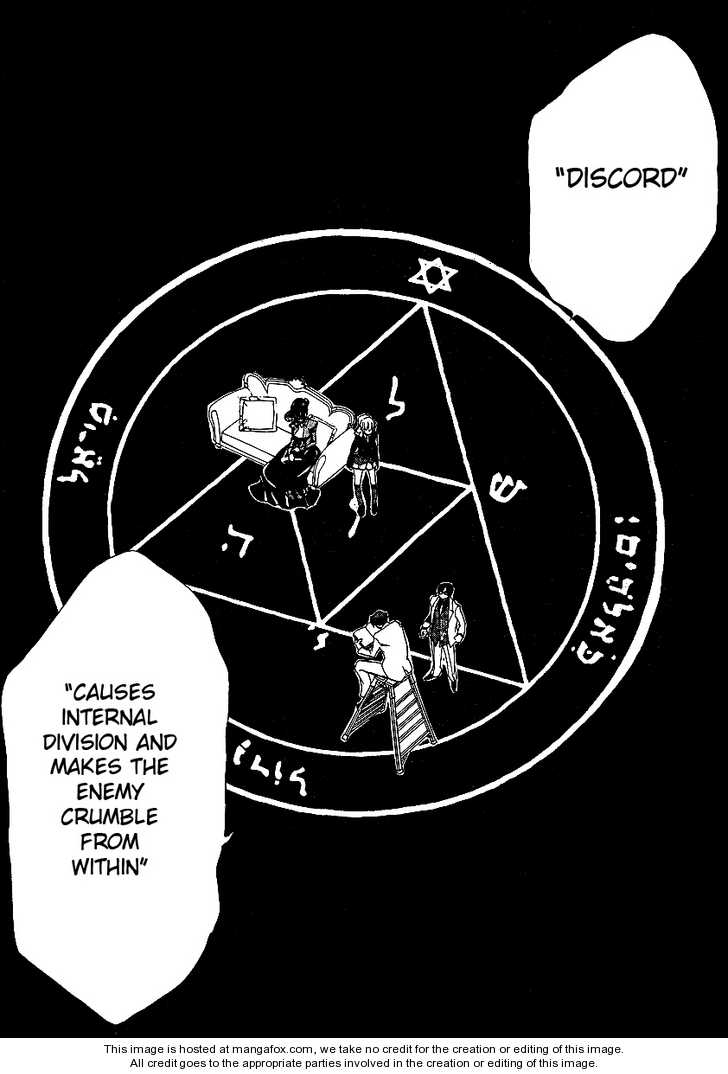 "DISCORD"
"CAUSES
INTERNAL
DIVISION AND
MAKES THE
ENEMY
CRUMBLE
FROM
WITHIN"
This image is hosted at mangafox.com, we take no credit for the creation or editing of this image.
All credit goes to the appropriate parties involved in the creation or editing of this image.